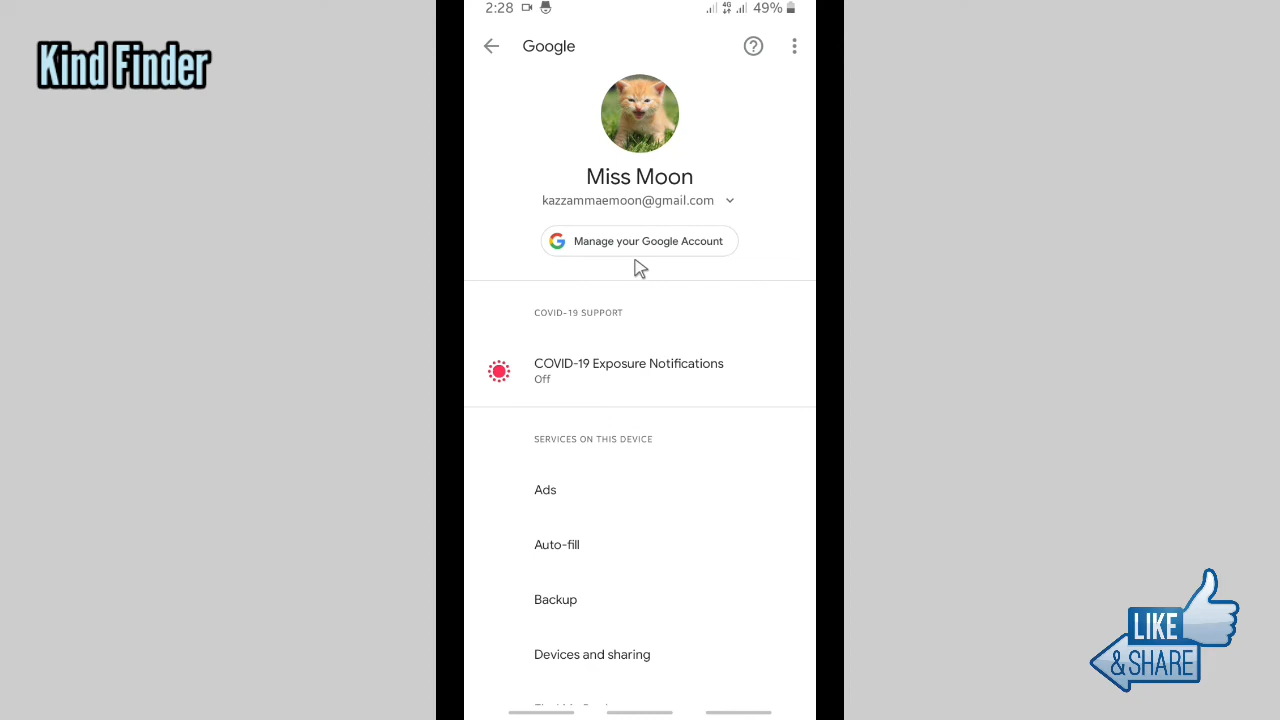 2:28 4G 49%
Kind Finder
Google
Miss Moon
kazzammaemoon@gmail.com
G Manage your Google Account
COVID-19 SUPPORT
COVID-19 Exposure Notifications
Off
SERVICES ON THIS DEVICE
Ads
Auto-fill
Backup
Devices and sharing
LIKE
& SHARE